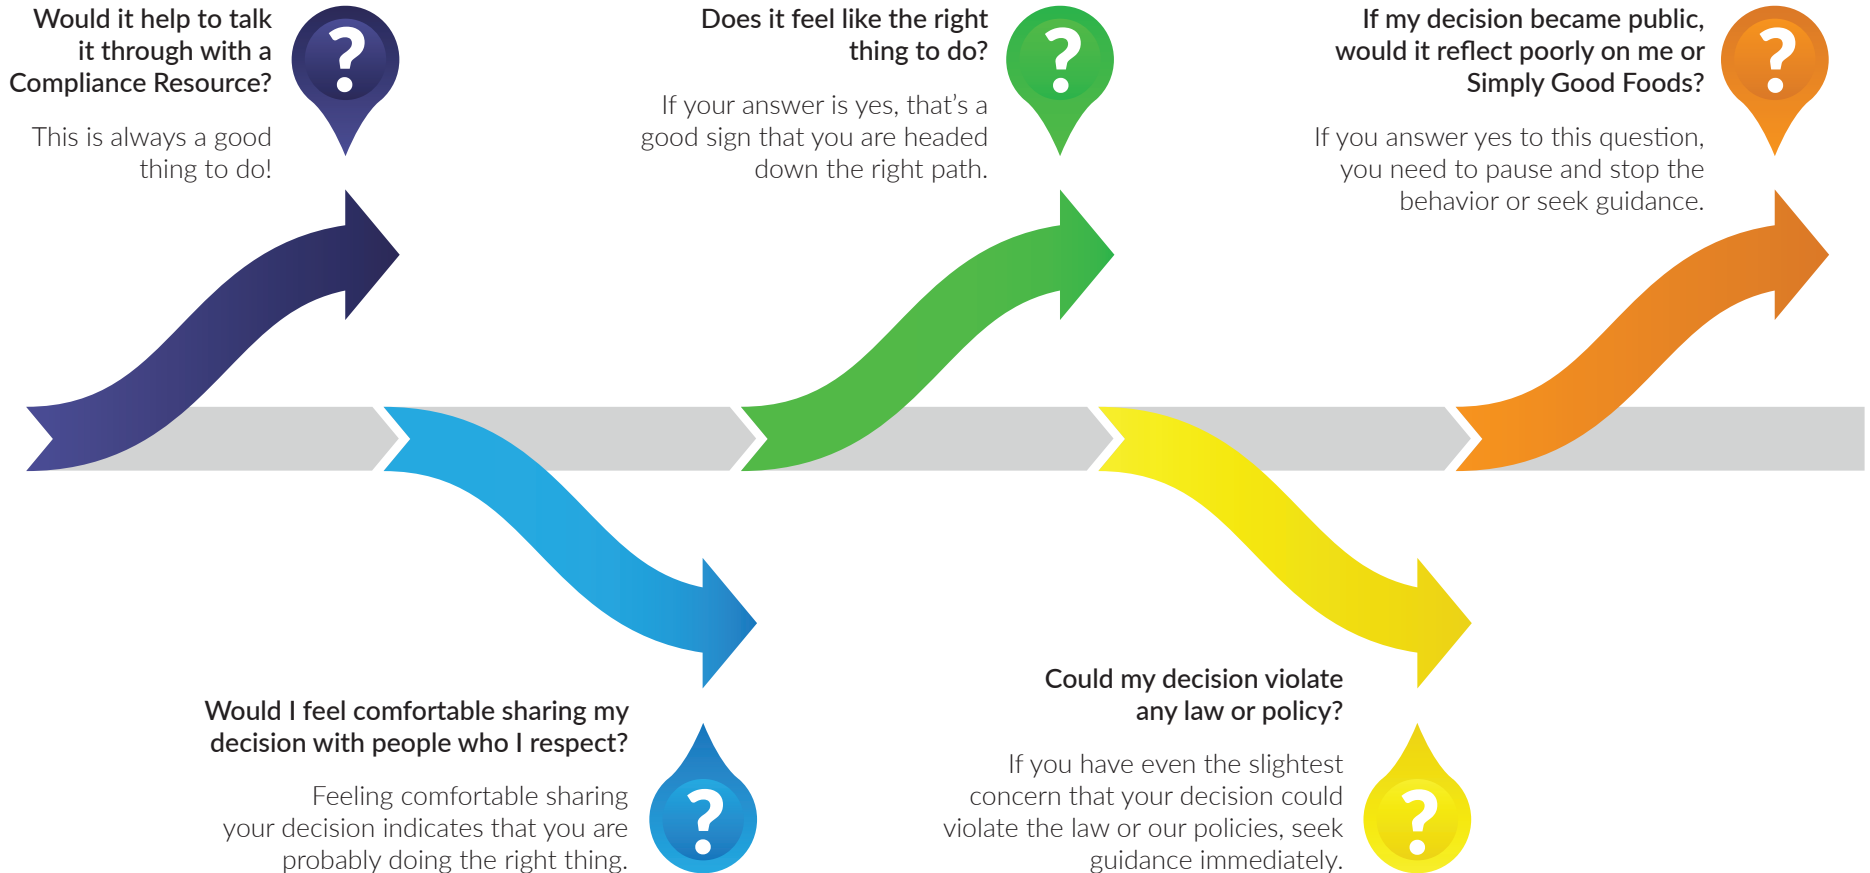 Would it help to talk
it through with a
Compliance Resource?
This is always a good
thing to do!
?
Does it feel like the right
thing to do?
If your answer is yes, that’s a
good sign that you are headed
down the right path.
?
If my decision became public,
would it reflect poorly on me or
Simply Good Foods?
If you answer yes to this question,
you need to pause and stop the
behavior or seek guidance.
?
Would I feel comfortable sharing my
decision with people who I respect?
Feeling comfortable sharing
your decision indicates that you are
probably doing the right thing.
?
Could my decision violate
any law or policy?
If you have even the slightest
concern that your decision could
violate the law or our policies, seek
guidance immediately.
?